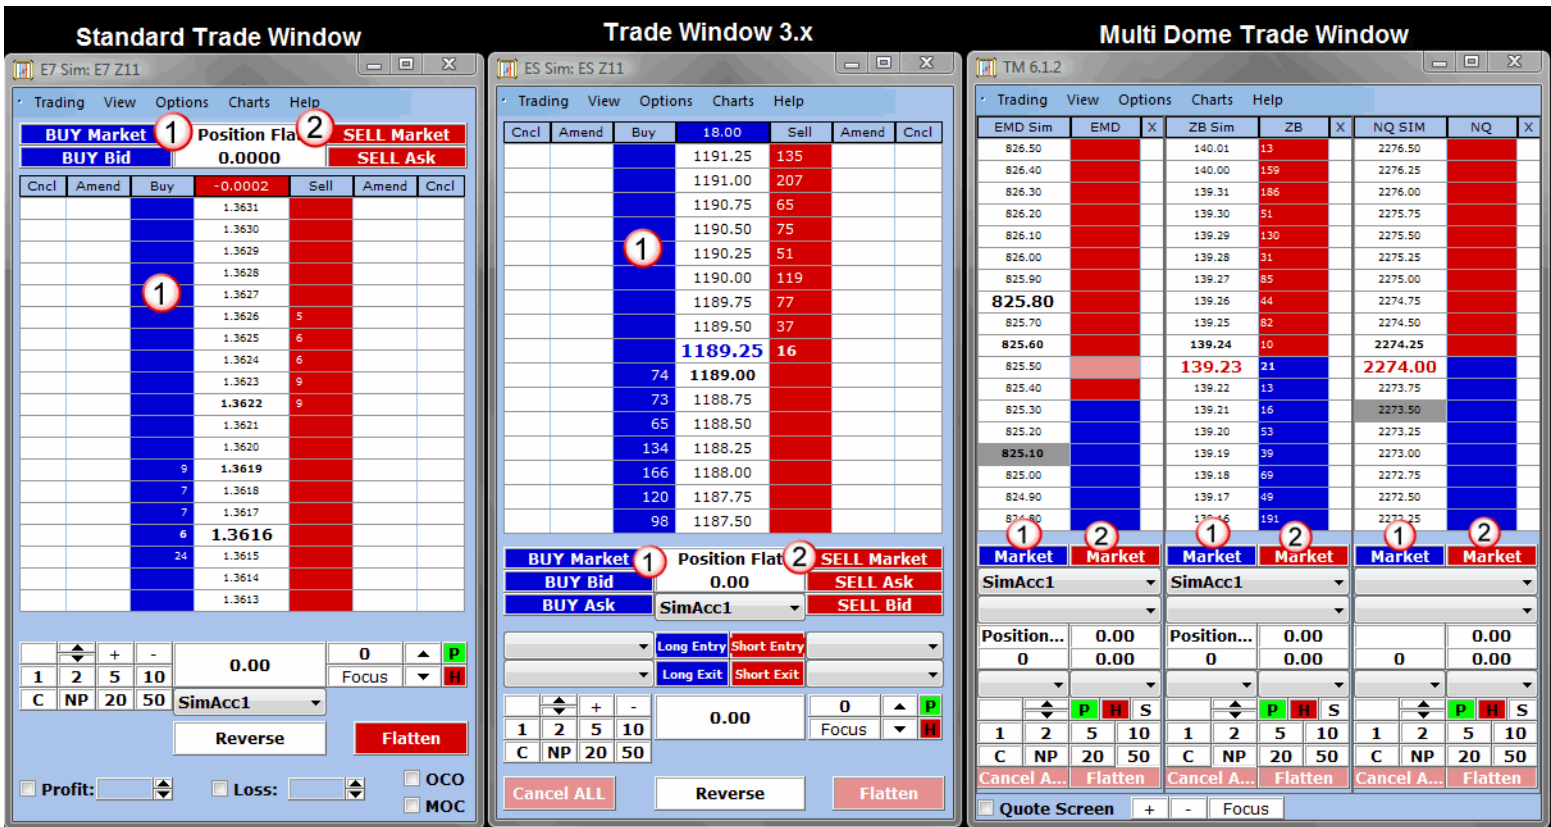 Standard Trade Window
E7 Sim: E7 Z11
Trading View Options Charts Help
BUY Market 1 Position Fla 2 SELL Market
BUY Bid 0.0000 SELL Ask
Cncl Amend Buy -0.0002 Sell Amend Cncl
1.3631
1.3630
1.3629
1.3628
1 1.3627
1.3626 5
1.3625 6
1.3624 6
1.3623 9
1.3622 9
1.3621
1.3620
9 1.3619
7 1.3618
7 1.3617
6 1.3616
24 1.3615
1.3614
1.3613
+ - 0.00 0 P
1 2 5 10 Focus H
C NP 20 50 SimAcc1
Reverse Flatten
Profit: Loss: OCO
MOC
Trade Window 3.x
ES Sim: ES Z11
Trading View Options Charts Help
Cncl Amend Buy 18.00 Sell Amend Cncl
1191.25 135
1191.00 207
1190.75 65
1190.50 75
1 1190.25 51
1190.00 119
1189.75 77
1189.50 37
1189.25 16
74 1189.00
73 1188.75
65 1188.50
134 1188.25
166 1188.00
120 1187.75
98 1187.50
BUY Market 1 Position Flat 2 SELL Market
BUY Bid 0.00 SELL Ask
BUY Ask SimAcc1 SELL Bid
Long Entry Short Entry
Long Exit Short Exit
+ - 0.00 0 P
1 2 5 10 Focus H
C NP 20 50
Cancel ALL Reverse Flatten
Multi Dome Trade Window
TM 6.1.2
Trading View Options Charts Help
EMD Sim EMD X ZB Sim ZB X NQ SIM NQ X
826.50 140.01 13 2276.50
826.40 140.00 159 2276.25
826.30 139.31 186 2276.00
826.20 139.30 51 2275.75
826.10 139.29 130 2275.50
826.00 139.28 31 2275.25
825.90 139.27 85 2275.00
825.80 139.26 44 2274.75
825.70 139.25 82 2274.50
825.60 139.24 10 2274.25
825.50 139.23 21 2274.00
825.40 139.22 13 2273.75
825.30 139.21 16 2273.50
825.20 139.20 53 2273.25
825.10 139.19 39 2273.00
825.00 139.18 69 2272.75
824.90 139.17 49 2272.50
824.80 139.16 191 2272.25
1 2 1 2 1 2
Market Market Market Market Market Market
SimAcc1 SimAcc1
Position... 0.00 Position... 0.00 0.00
0 0.00 0 0.00 0 0.00
P H S P H S P H S
1 2 5 10 1 2 5 10 1 2 5 10
C NP 20 50 C NP 20 50 C NP 20 50
Cancel A... Flatten Cancel A... Flatten Cancel A... Flatten
Quote Screen + - Focus